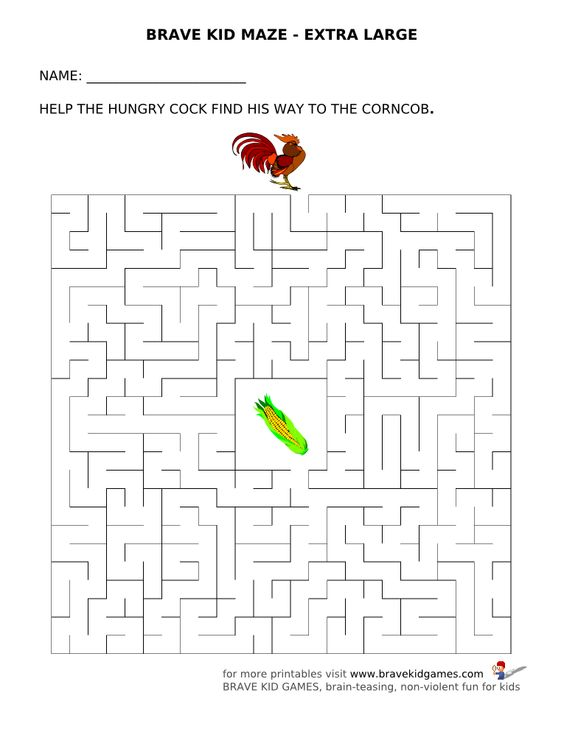 BRAVE KID MAZE - EXTRA LARGE
NAME: ________________________
HELP THE HUNGRY COCK FIND HIS WAY TO THE CORNCOB.
for more printables visit www.bravekidgames.com
BRAVE KID GAMES, brain-teasing, non-violent fun for kids